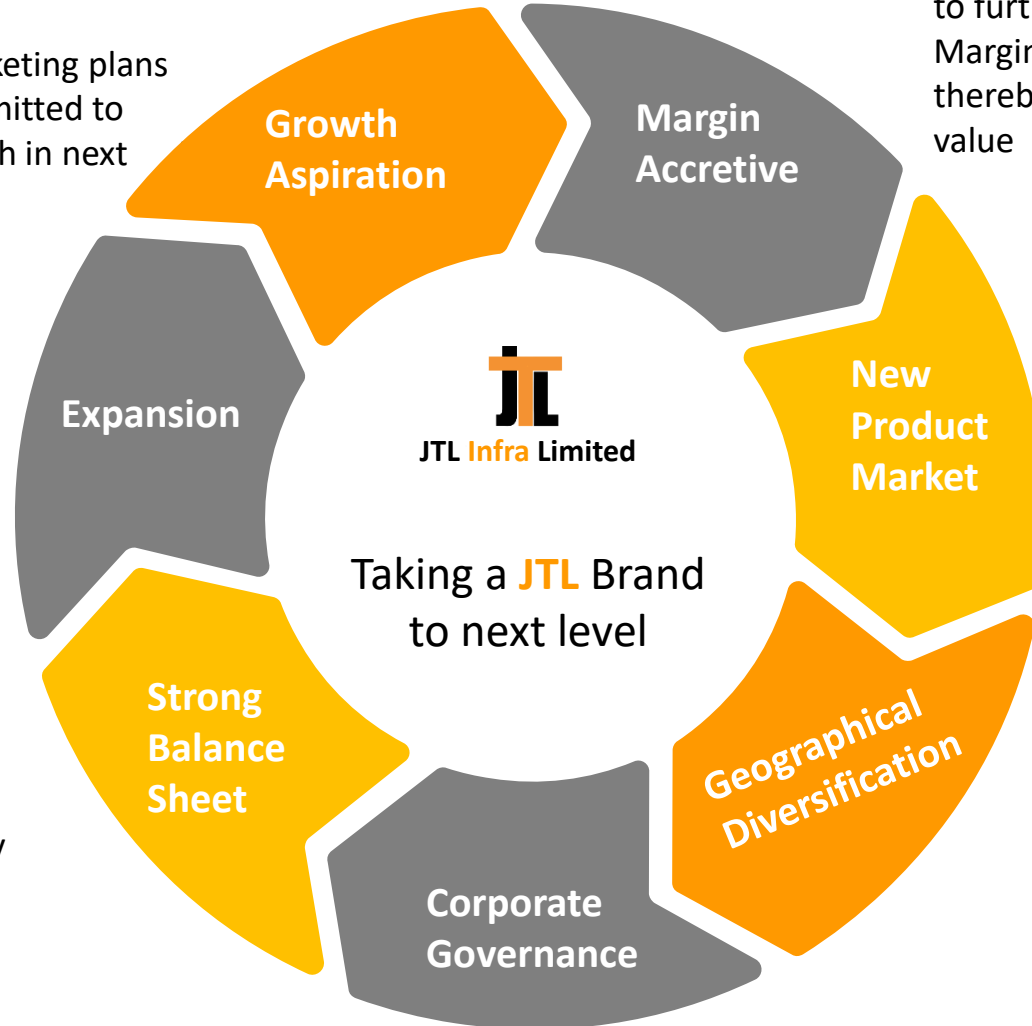 to furt
Margin
thereb
value
keting plans
mitted to
h in next
Growth
Aspiration
Margin
Accretive
Expansion
New
Product
Market
JTL
JTL Infra Limited
Taking a JTL Brand
to next level
Strong
Balance
Sheet
Geographical
Diversification
y
Corporate
Governance